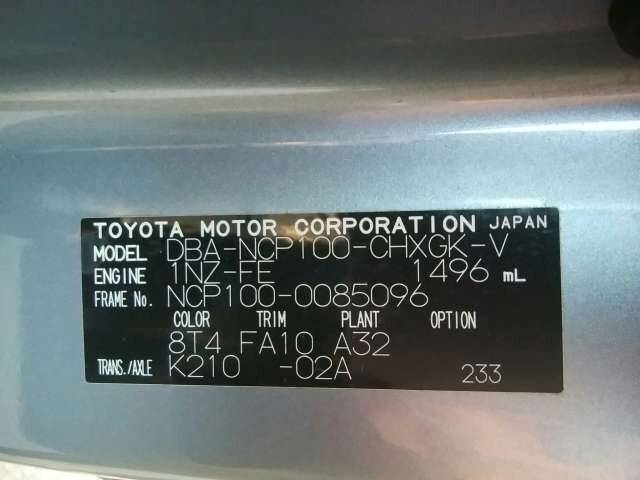 TOYOTA MOTOR CORPORATION JAPAN
MODEL DBA-NCP100-CHXGK-V
ENGINE 1NZ-FE 1496 mL
FRAME No. NCP100-0085096
COLOR TRIM PLANT OPTION
8T4 FA10 A32
TRANS./AXLE K210 -02A 233